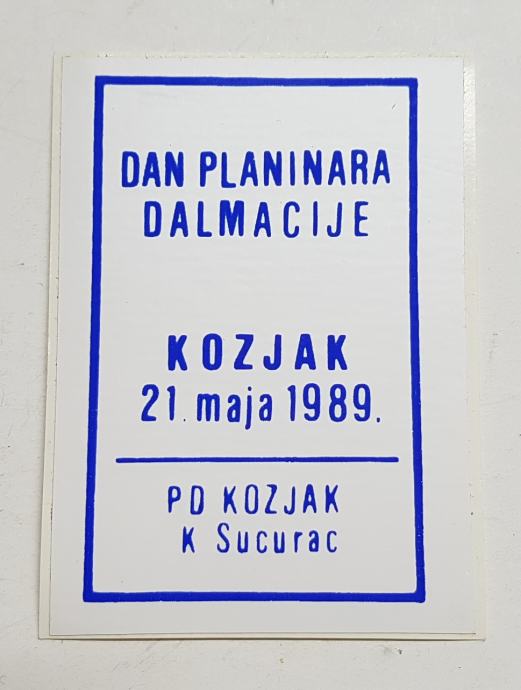 DAN PLANINARA
DALMACIJE
KOZJAK
21. maja 1989.
PD KOZJAK
K Sucurac